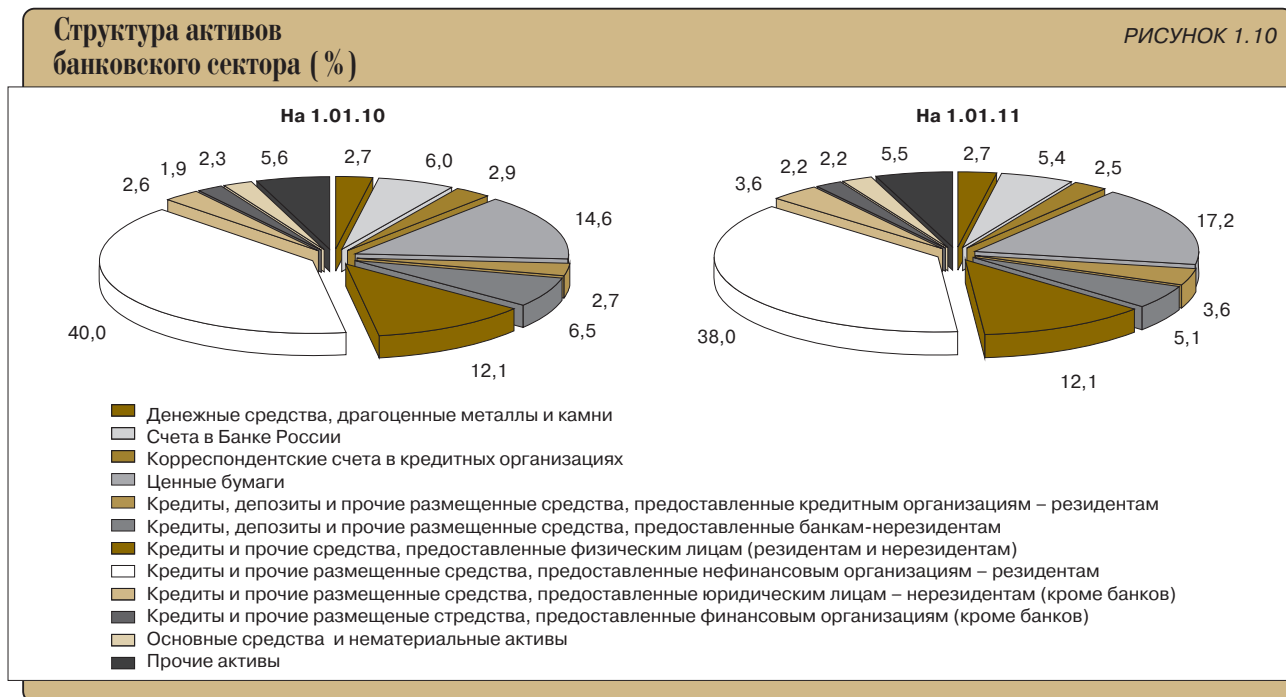 Структура активов
банковского сектора (%)
РИСУНОК 1.10
На 1.01.10
2,6
1,9
2,3
5,6
2,7
6,0
2,9
14,6
2,7
6,5
12,1
40,0
На 1.01.11
3,6
2,2
2,2
5,5
2,7
5,4
2,5
17,2
3,6
5,1
12,1
38,0
Денежные средства, драгоценные металлы и камни
Счета в Банке России
Корреспондентские счета в кредитных организациях
Ценные бумаги
Кредиты, депозиты и прочие размещенные средства, предоставленные кредитным организациям – резидентам
Кредиты, депозиты и прочие размещенные средства, предоставленные банкам-нерезидентам
Кредиты и прочие средства, предоставленные физическим лицам (резидентам и нерезидентам)
Кредиты и прочие размещенные средства, предоставленные нефинансовым организациям – резидентам
Кредиты и прочие размещенные средства, предоставленные юридическим лицам – нерезидентам (кроме банков)
Кредиты и прочие размещеные стредства, предоставленные финансовым организациям (кроме банков)
Основные средства и нематериальные активы
Прочие активы